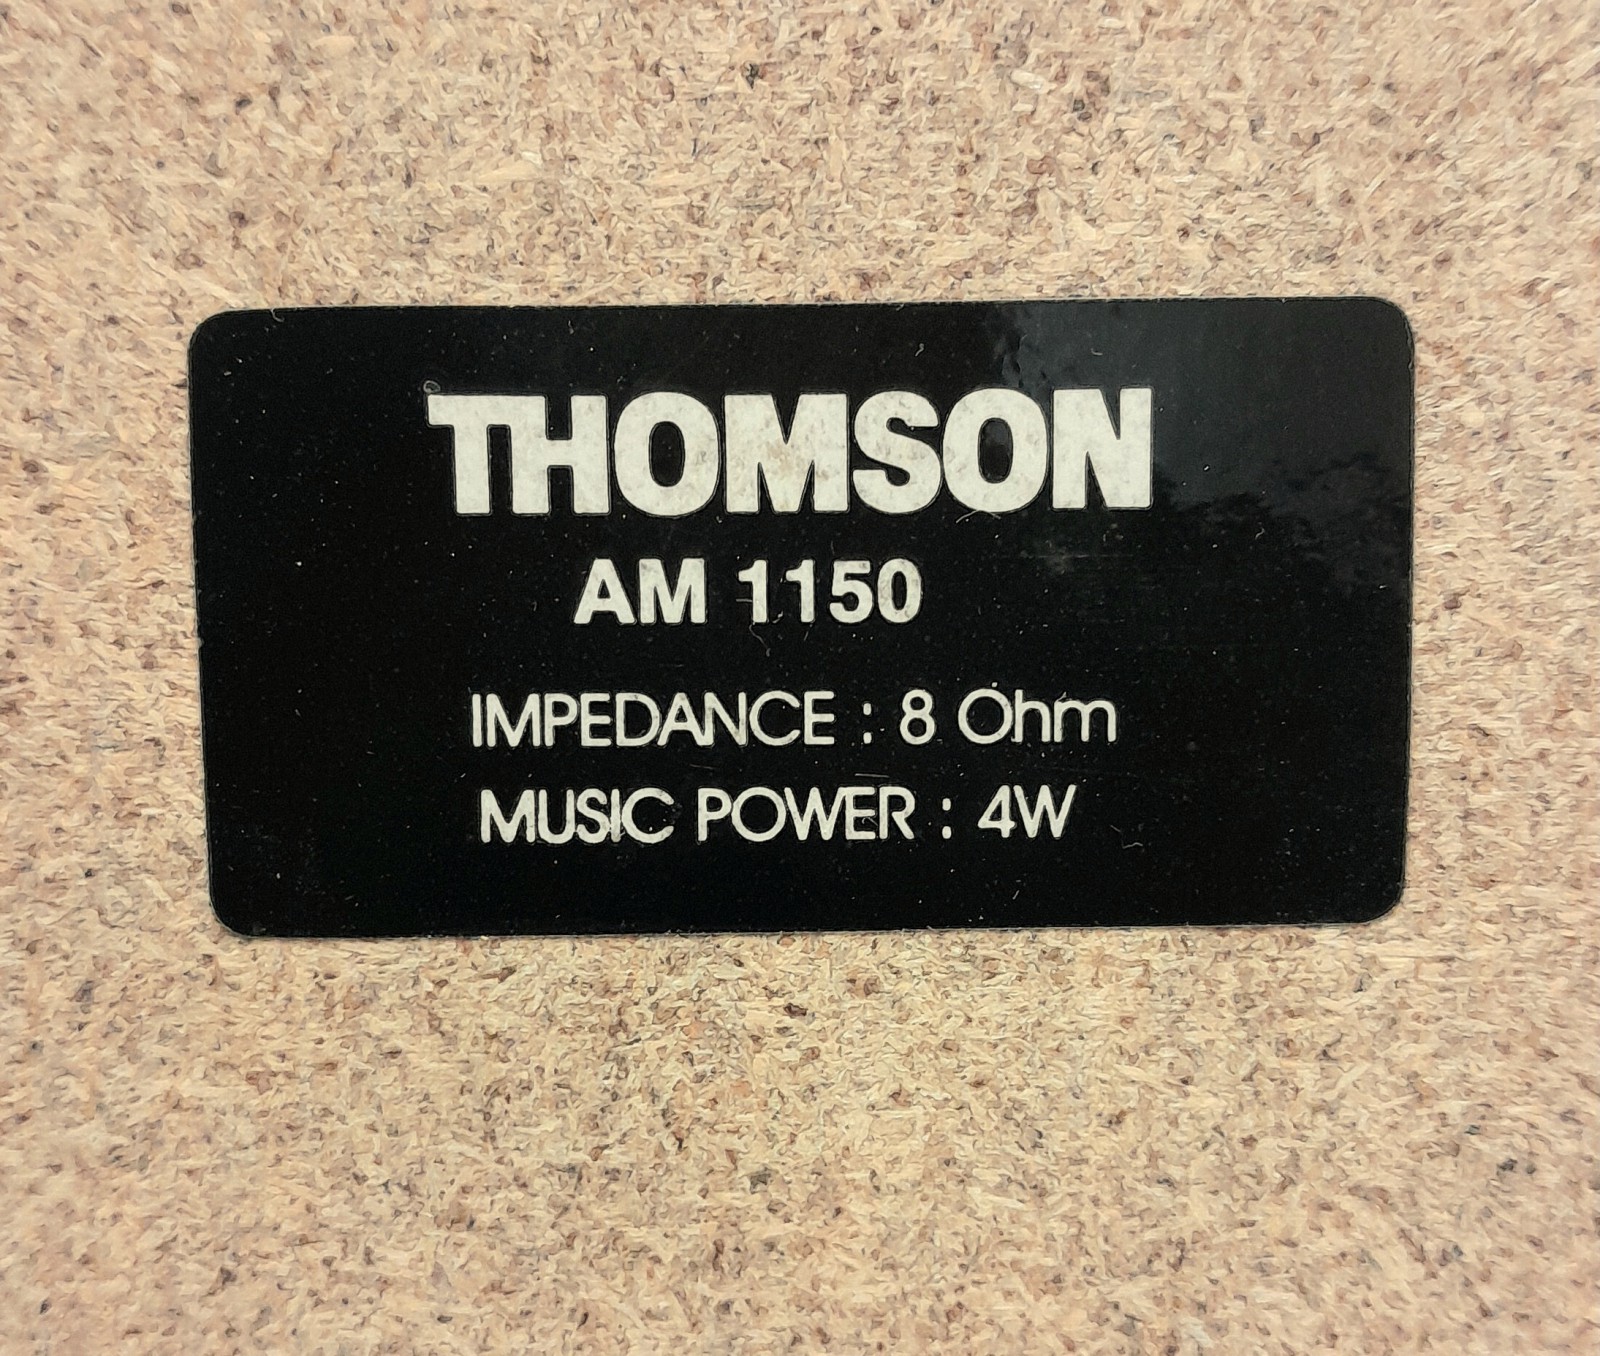 THOMSON
AM 1150
IMPEDANCE : 8 Ohm
MUSIC POWER : 4W